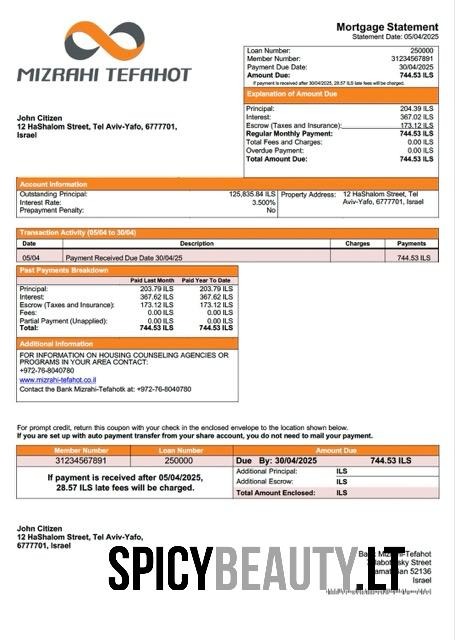 Mortgage Statement
Statement Date: 05/04/2025
MIZRAHI TEFAHOT
Loan Number: 250000
Member Number: 31234567891
Payment Due Date: 30/04/2025
Amount Due: 744.53 ILS
If payment is received after 30/04/2025, 28.57 ILS late fees will be charged.
John Citizen
12 HaShalom Street, Tel Aviv-Yafo, 6777701,
Israel
Explanation of Amount Due
Principal: 204.39 ILS
Interest: 367.02 ILS
Escrow (Taxes and Insurance): 173.12 ILS
Regular Monthly Payment: 744.53 ILS
Total Fees and Charges: 0.00 ILS
Overdue Payment: 0.00 ILS
Total Amount Due: 744.53 ILS
Account Information
Outstanding Principal: 125,835.84 ILS
Interest Rate: 3.500%
Prepayment Penalty: No
Property Address: 12 HaShalom Street, Tel
Aviv-Yafo, 6777701, Israel
Transaction Activity (05/04 to 30/04)
Date Description Charges Payments
05/04 Payment Received Due Date 30/04/25 744.53 ILS
Past Payments Breakdown
Paid Last Month Paid Year To Date
Principal: 203.79 ILS 203.79 ILS
Interest: 367.62 ILS 367.62 ILS
Escrow (Taxes and Insurance): 173.12 ILS 173.12 ILS
Fees: 0.00 ILS 0.00 ILS
Partial Payment (Unapplied): 0.00 ILS 0.00 ILS
Total: 744.53 ILS 744.53 ILS
Additional Information
FOR INFORMATION ON HOUSING COUNSELING AGENCIES OR
PROGRAMS IN YOUR AREA CONTACT:
+972-76-8040780
www.mizrahi-tefahot.co.il
Contact the Bank Mizrahi-Tefahotk at: +972-76-8040780
For prompt credit, return this coupon with your check in the enclosed envelope to the location shown below.
If you are set up with auto payment transfer from your share account, you do not need to mail your payment.
Member Number Loan Number Amount Due
31234567891 250000 Due By: 30/04/2025 744.53 ILS
If payment is received after 05/04/2025,
28.57 ILS late fees will be charged.
Additional Principal: ILS
Additional Escrow: ILS
Total Amount Enclosed: ILS
John Citizen
12 HaShalom Street, Tel Aviv-Yafo,
6777701, Israel
Mizrahi-Tefahot
Street
52136
Israel
SPICYBEAUTY.LT